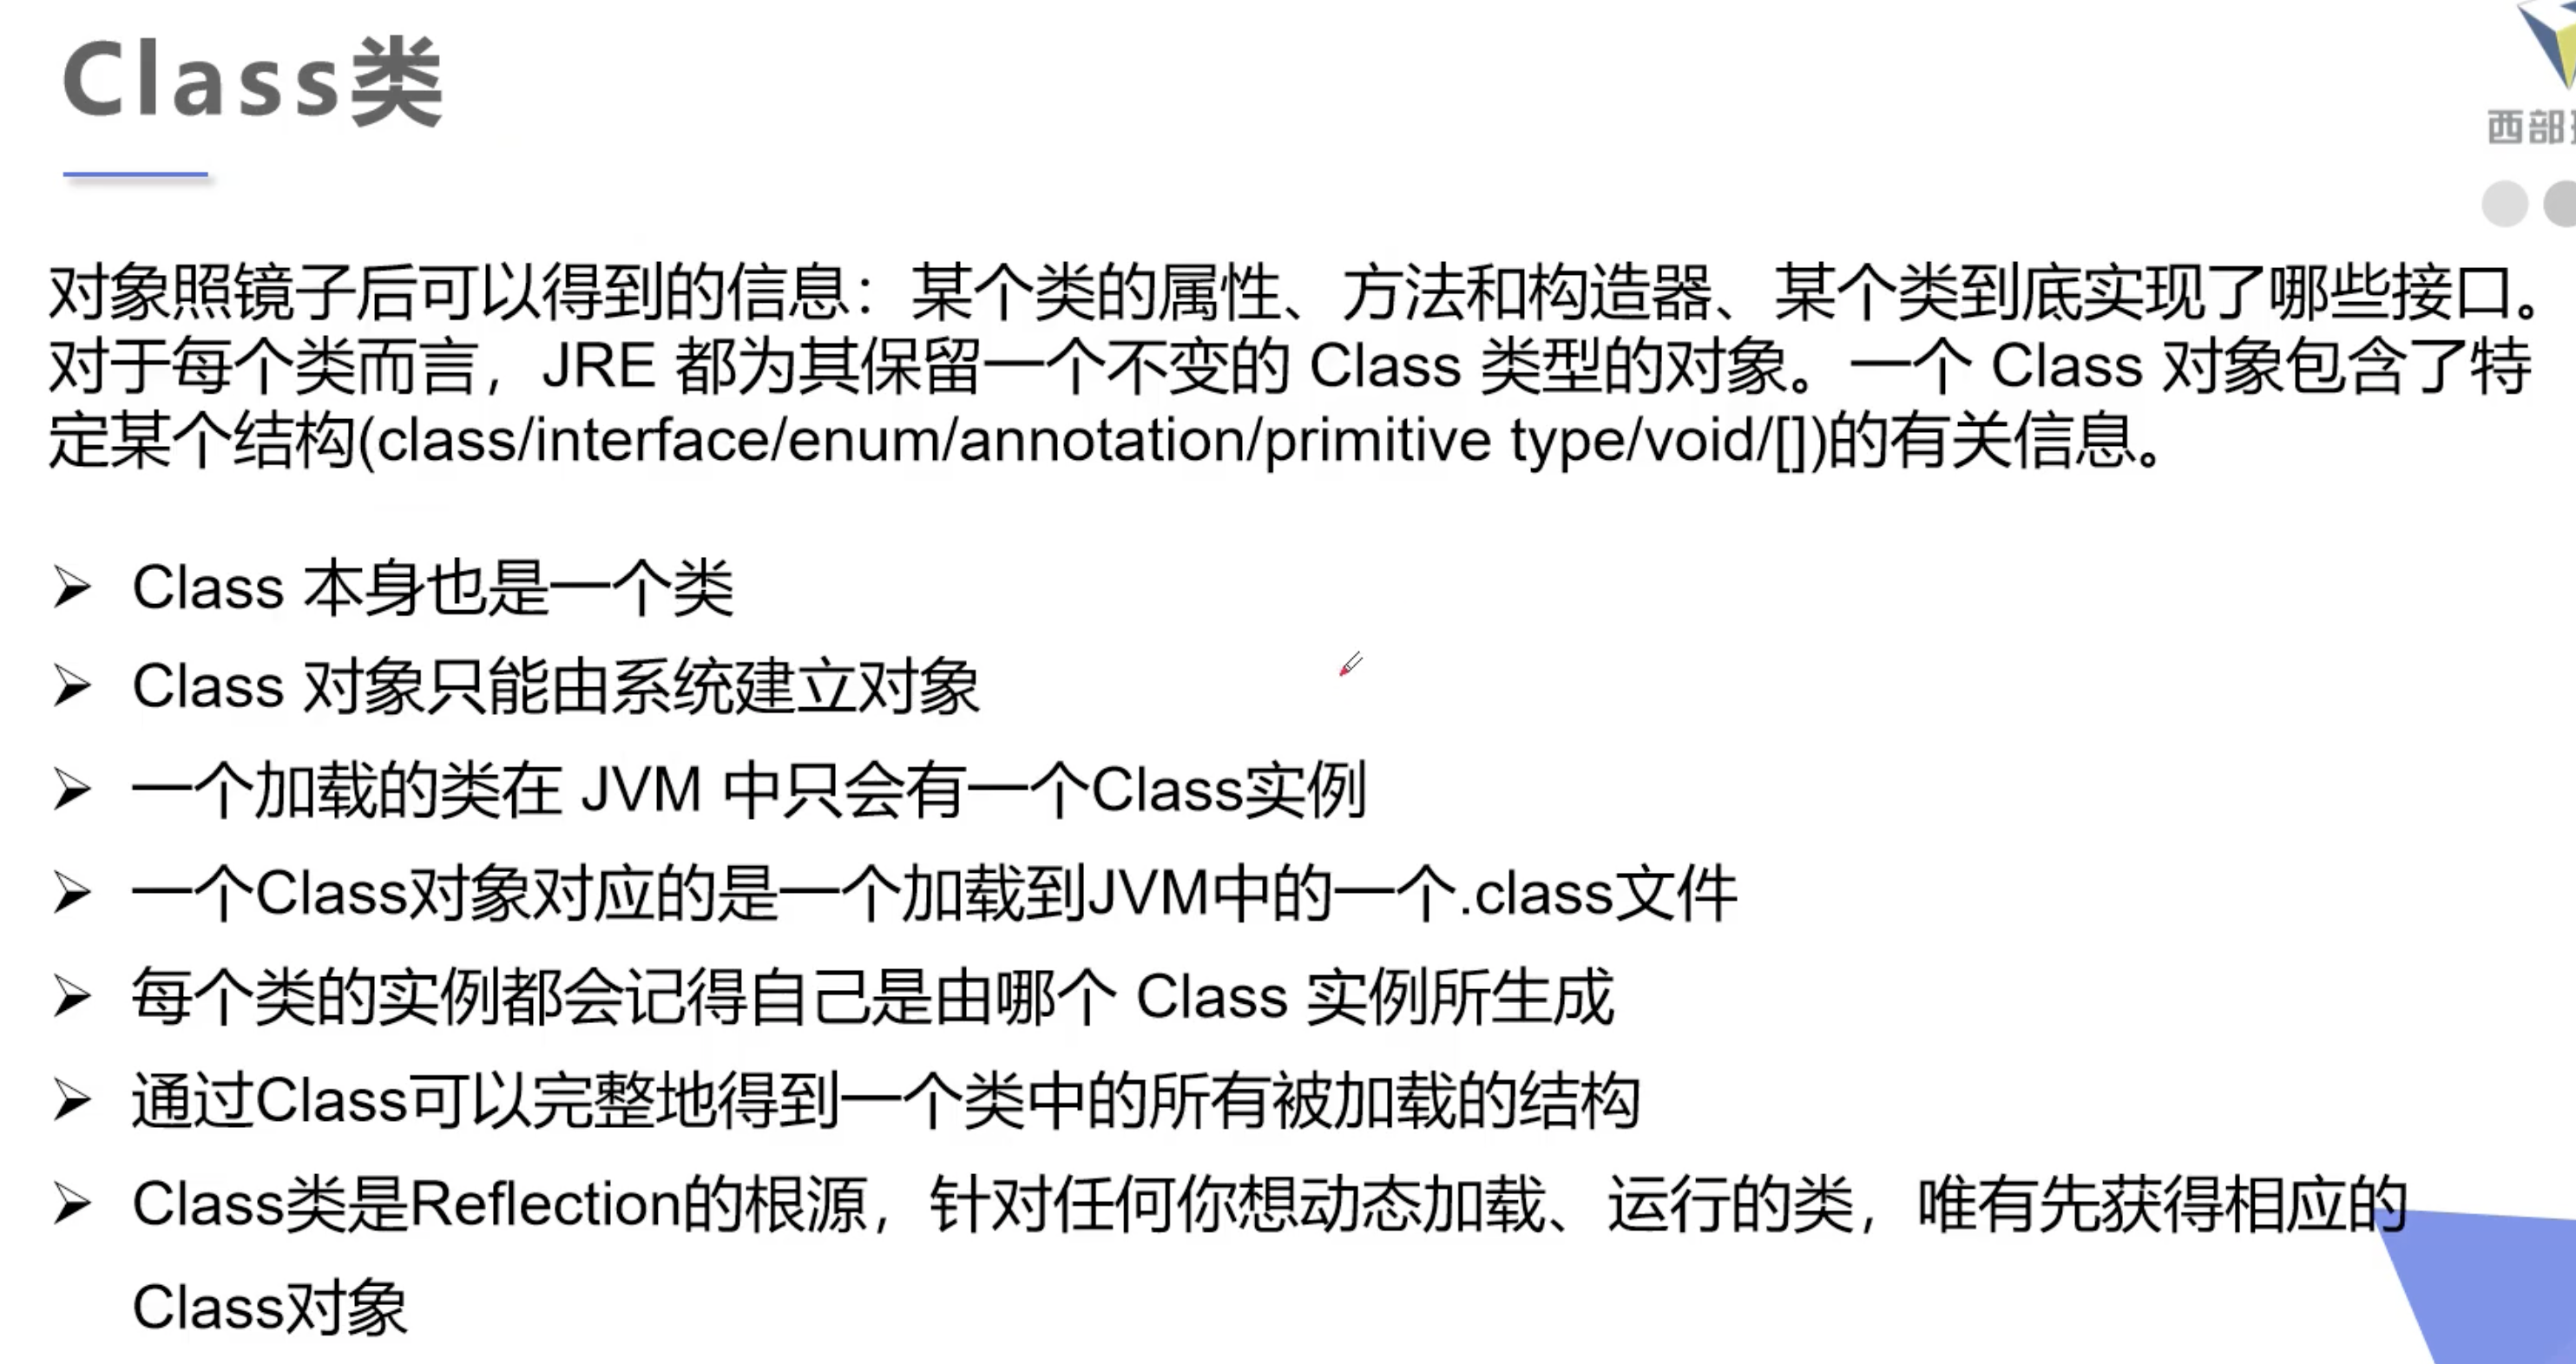 Class类
西部
对象照镜子后可以得到的信息：某个类的属性、方法和构造器、某个类到底实现了哪些接口。
对于每个类而言，JRE 都为其保留一个不变的 Class 类型的对象。一个 Class 对象包含了特
定某个结构(class/interface/enum/annotation/primitive type/void/[])的有关信息。
Class 本身也是一个类
Class 对象只能由系统建立对象
一个加载的类在 JVM 中只会有一个Class实例
一个Class对象对应的是一个加载到JVM中的一个.class文件
每个类的实例都会记得自己是由哪个 Class 实例所生成
通过Class可以完整地得到一个类中的所有被加载的结构
Class类是Reflection的根源，针对任何你想动态加载、运行的类，唯有先获得相应的
Class对象